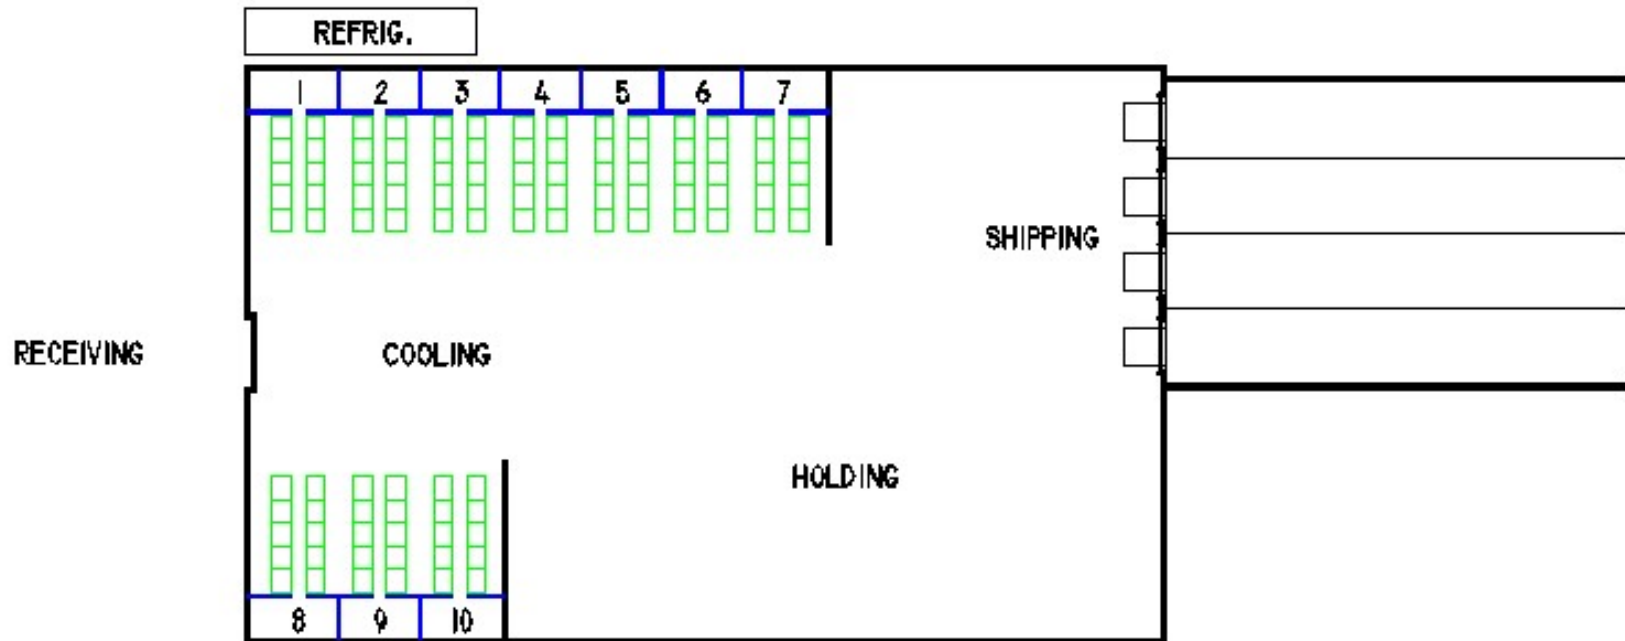 REFRIG.
1 2 3 4 5 6 7
SHIPPING
RECEIVING
COOLING
HOLDING
8 9 10